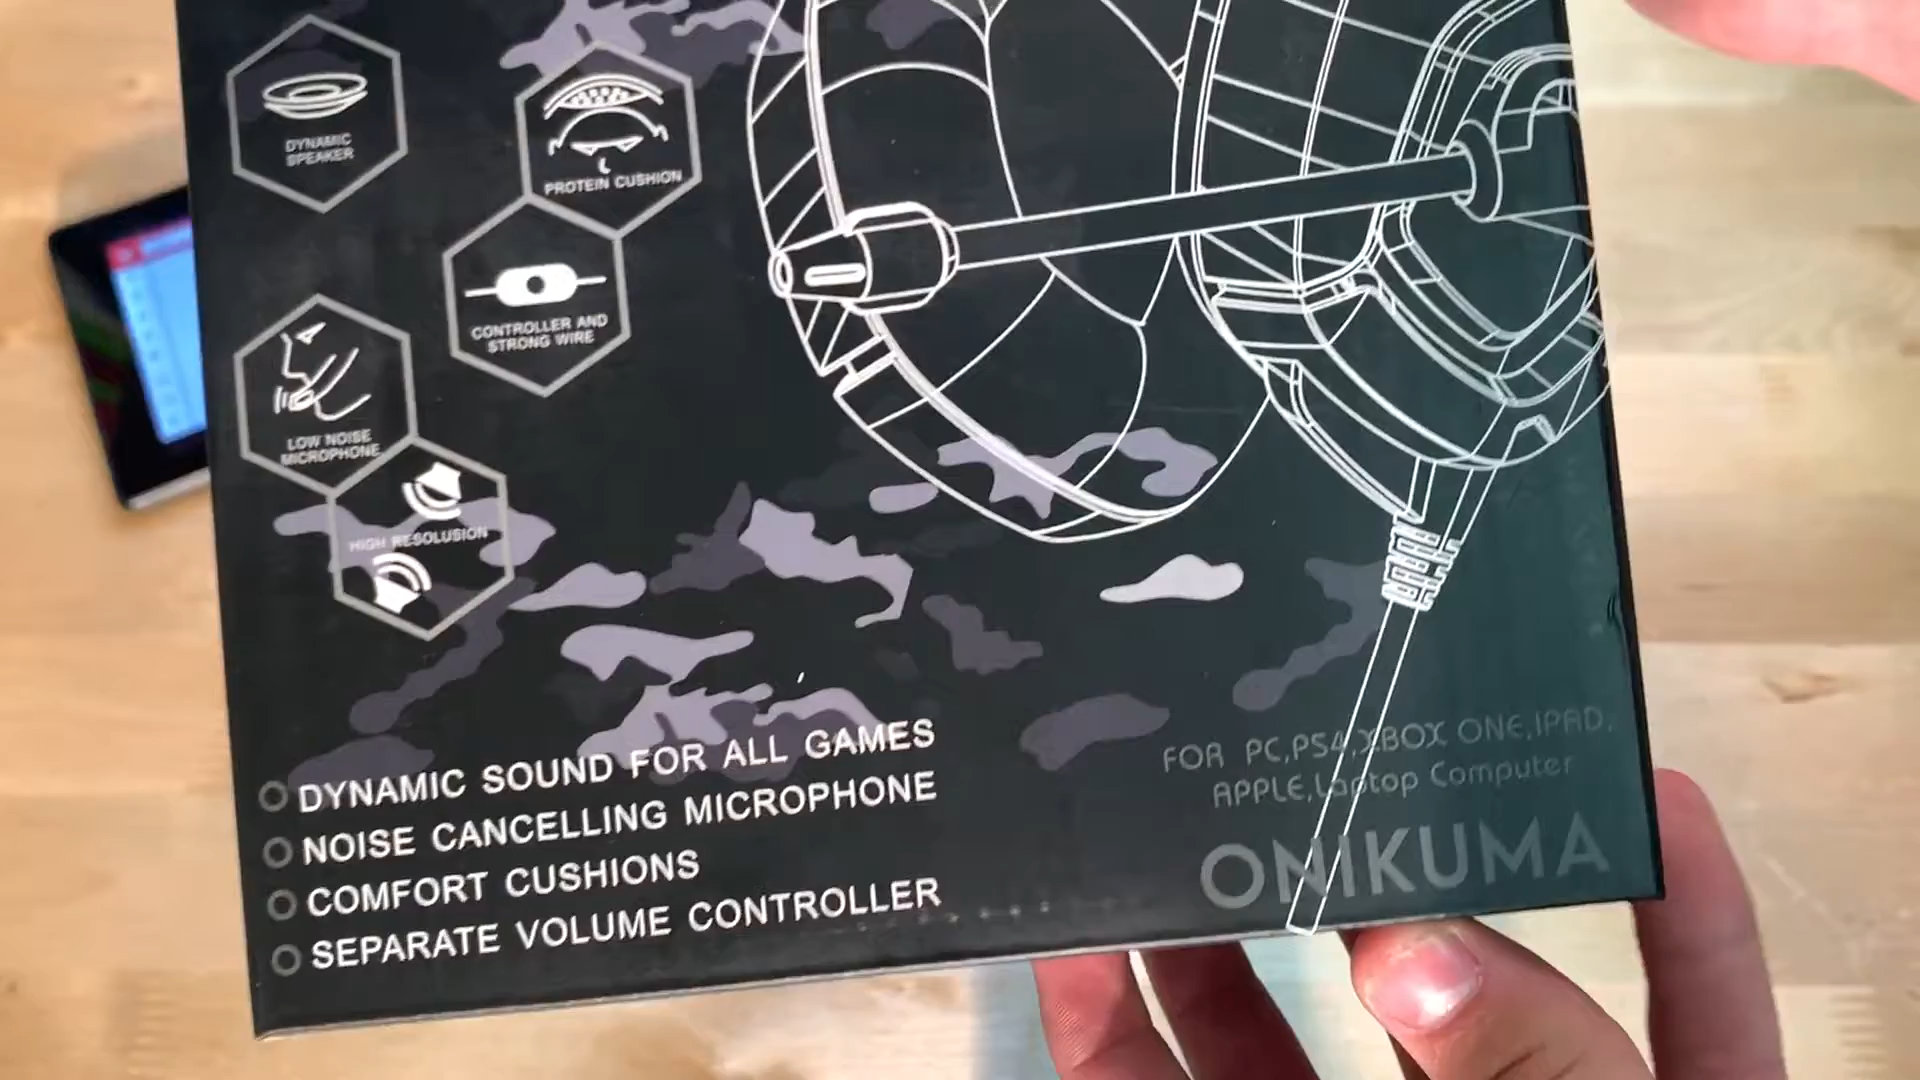 DYNAMIC
SPEAKER
PROTEIN CUSHION
CONTROLLER AND
STRONG WIRE
LOW NOISE
MICROPHONE
HIGH RESOLUSION
DYNAMIC SOUND FOR ALL GAMES
NOISE CANCELLING MICROPHONE
COMFORT CUSHIONS
SEPARATE VOLUME CONTROLLER
FOR PC,PS4,XBOX ONE,IPAD,
APPLE,Laptop Computer
ONIKUMA